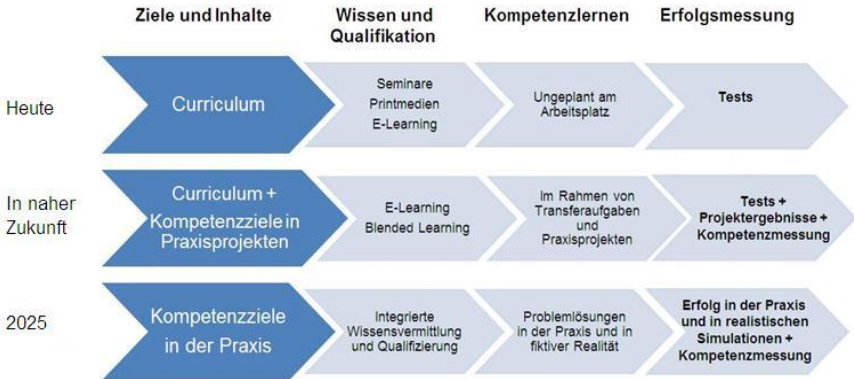 Ziele und Inhalte
Wissen und
Qualifikation
Kompetenzlernen
Erfolgsmessung
Heute
Curriculum
Seminare
Printmedien
E-Learning
Ungeplant am
Arbeitsplatz
Tests
In naher
Zukunft
Curriculum +
Kompetenzziele in
Praxisprojekten
E-Learning
Blended Learning
Im Rahmen von
Transferaufgaben
und
Praxisprojekten
Tests +
Projektergebnisse +
Kompetenzmessung
2025
Kompetenzziele
in der Praxis
Integrierte
Wissensvermittlung
und Qualifizierung
Problemlösungen
in der Praxis und in
fiktiver Realität
Erfolg in der Praxis
und in realistischen
Simulationen +
Kompetenzmessung